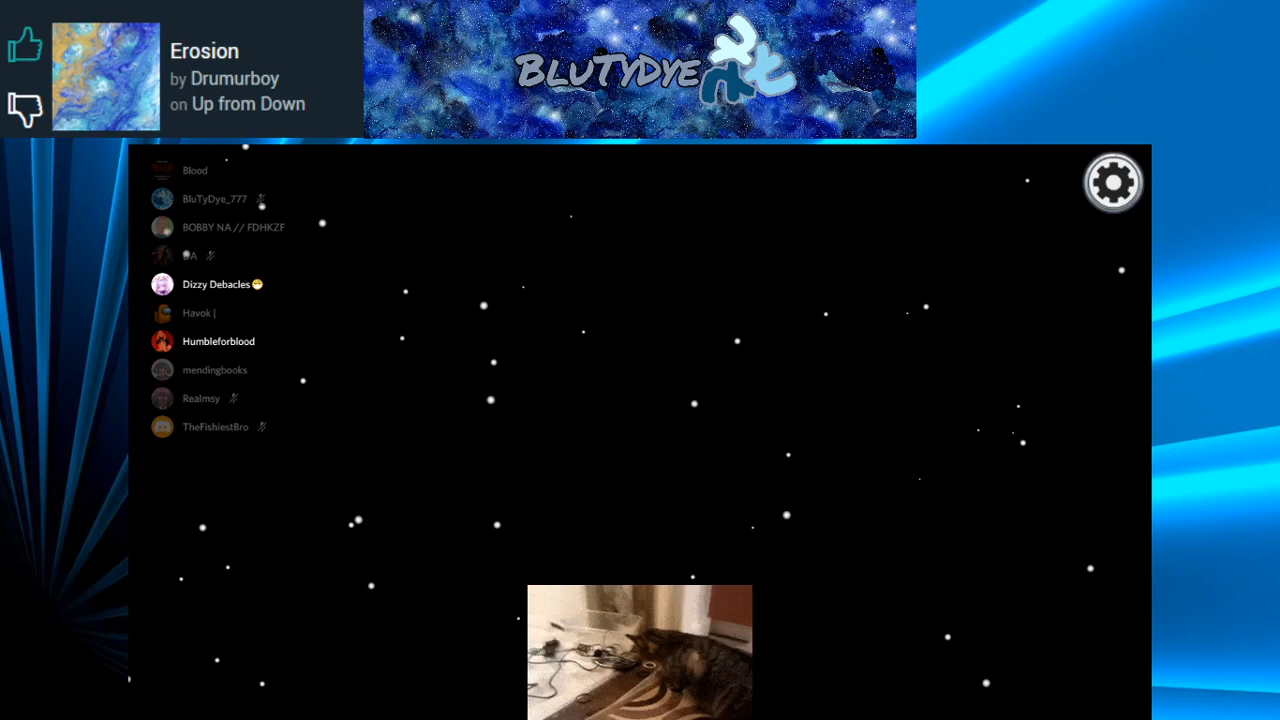 Erosion
by Drumurboy
on Up from Down
BLUTYDYE
Blood
BluTyDye_777
BOBBY NA // FDHKZF
DA
Dizzy Debacles😷
Havok |
Humbleforblood
mendingbooks
Realmsy
TheFishiestBro